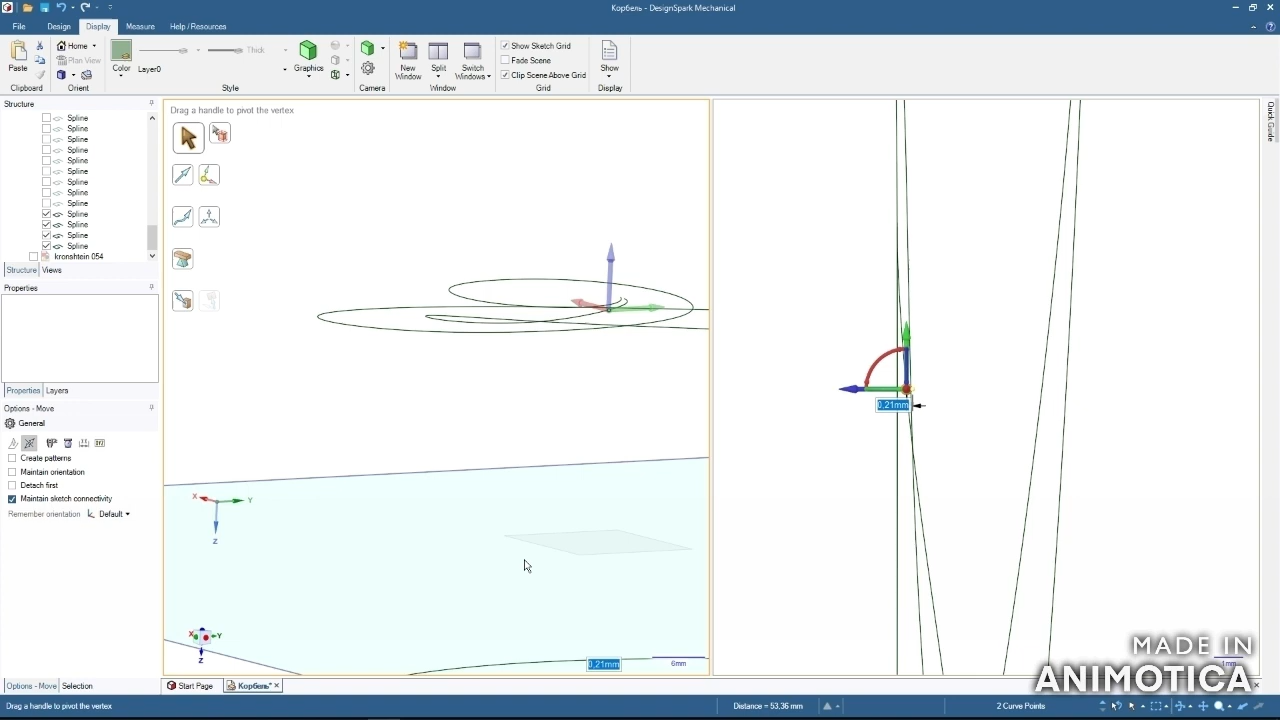 Корбель - DesignSpark Mechanical
File Design Display Measure Help / Resources
Paste
Clipboard
Home
Plan View
Orient
Color
Layer0
Thick
Graphics
Style
Camera
New Window
Split
Switch Windows
Window
Show Sketch Grid
Fade Scene
Clip Scene Above Grid
Grid
Show
Display
Structure
Spline
Spline
Spline
Spline
Spline
Spline
Spline
Spline
Spline
Spline
Spline
Spline
Spline
kronshtein 054
Structure Views
Properties
Properties Layers
Options - Move
General
XYZ
Create patterns
Maintain orientation
Detach first
Maintain sketch connectivity
Remember orientation Default
Options - Move Selection
Drag a handle to pivot the vertex
X Y
Z
X Y
Z
0,21mm
6mm
0,21mm
1mm
Quick Guide
MADE IN
ANIMOTICA
Start Page Корбель*
Drag a handle to pivot the vertex
Distance = 53.36 mm
2 Curve Points